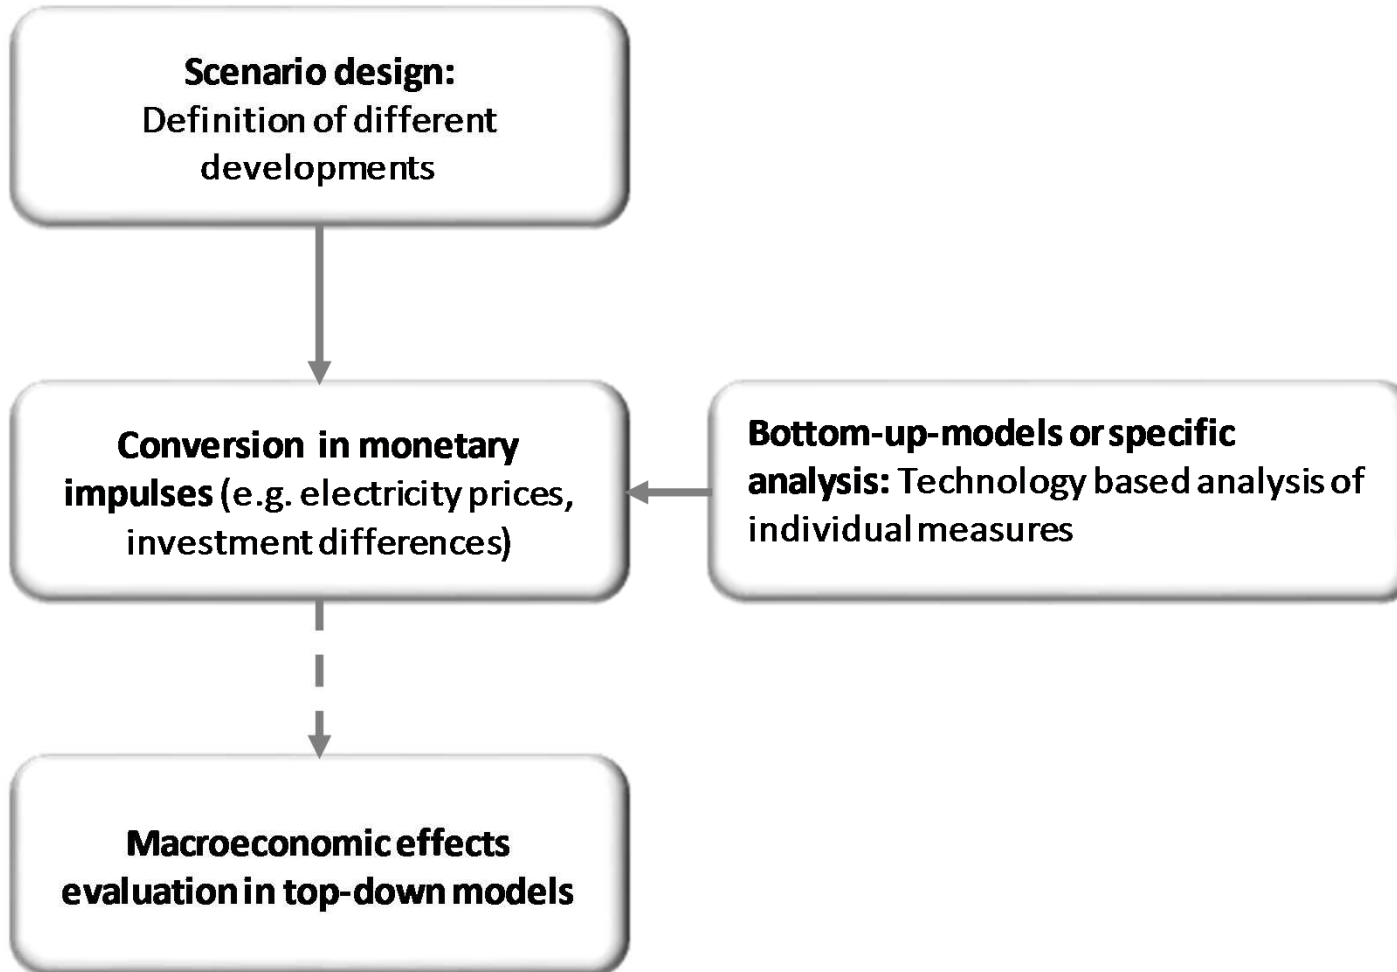 Scenario design:
Definition of different
developments
Conversion in monetary
impulses (e.g. electricity prices,
investment differences)
Bottom-up-models or specific
analysis: Technology based analysis of
individual measures
Macroeconomic effects
evaluation in top-down models